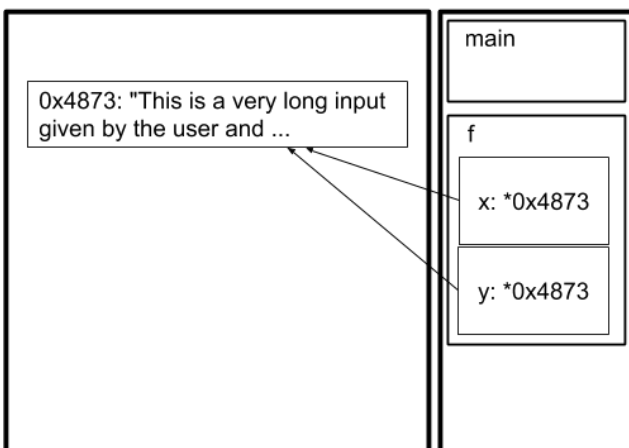 0x4873: "This is a very long input
given by the user and ...
main
f
x: *0x4873
y: *0x4873